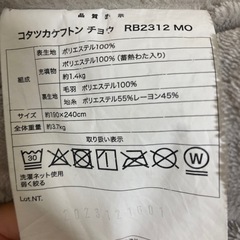 品質表示
コタツカケフトン チョウ RB2312 MO
組成
表生地 ポリエステル100%
充填物 ポリエステル100% (蓄熱わた入り)
約1.4kg
裏生地 毛羽 ポリエステル100%
地糸 ポリエステル55%レーヨン45%
サイズ 約190×240cm
全体重量 約3.7kg
取り扱い表示
30
W
洗濯ネット使用
弱く絞る
Lot.NT.